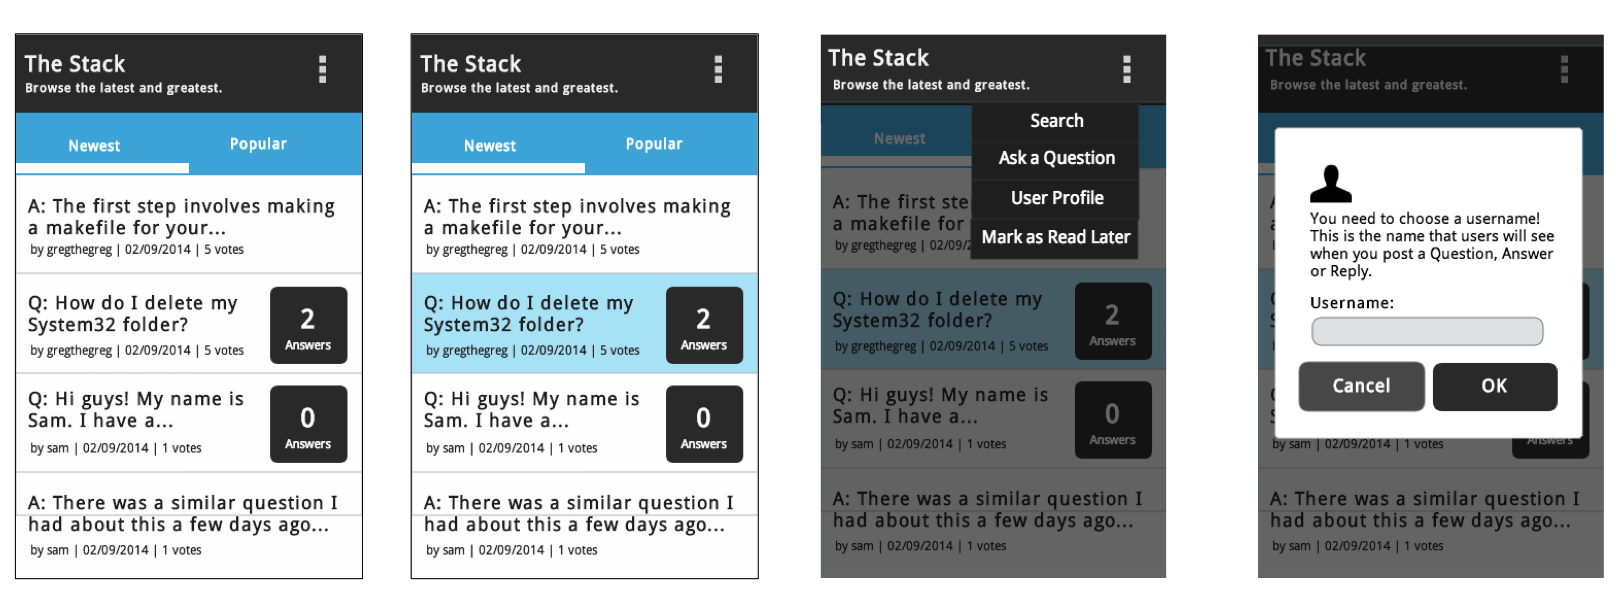 The Stack
Browse the latest and greatest.
Newest
Popular
A: The first step involves making
a makefile for your...
by gregthegreg | 02/09/2014 | 5 votes
Q: How do I delete my
System32 folder?
by gregthegreg | 02/09/2014 | 5 votes
2
Answers
Q: Hi guys! My name is
Sam. I have a...
by sam | 02/09/2014 | 1 votes
0
Answers
A: There was a similar question I
had about this a few days ago...
by sam | 02/09/2014 | 1 votes
The Stack
Browse the latest and greatest.
Newest
Popular
A: The first step involves making
a makefile for your...
by gregthegreg | 02/09/2014 | 5 votes
Q: How do I delete my
System32 folder?
by gregthegreg | 02/09/2014 | 5 votes
2
Answers
Q: Hi guys! My name is
Sam. I have a...
by sam | 02/09/2014 | 1 votes
0
Answers
A: There was a similar question I
had about this a few days ago...
by sam | 02/09/2014 | 1 votes
The Stack
Browse the latest and greatest.
Search
Ask a Question
User Profile
Mark as Read Later
Newest
A: The first ste
a makefile for
by gregthegreg | 02/09/2
Q: How do I delete my
System32 folder?
by gregthegreg | 02/09/2014 | 5 votes
2
Answers
Q: Hi guys! My name is
Sam. I have a...
by sam | 02/09/2014 | 1 votes
0
Answers
A: There was a similar question I
had about this a few days ago...
by sam | 02/09/2014 | 1 votes
The Stack
Browse the latest and greatest.
You need to choose a username!
This is the name that users will see
when you post a Question, Answer
or Reply.
Username:
Cancel
OK
by sam | 02/09/2014 | 1 votes
Answers
A: There was a similar question I
had about this a few days ago...
by sam | 02/09/2014 | 1 votes